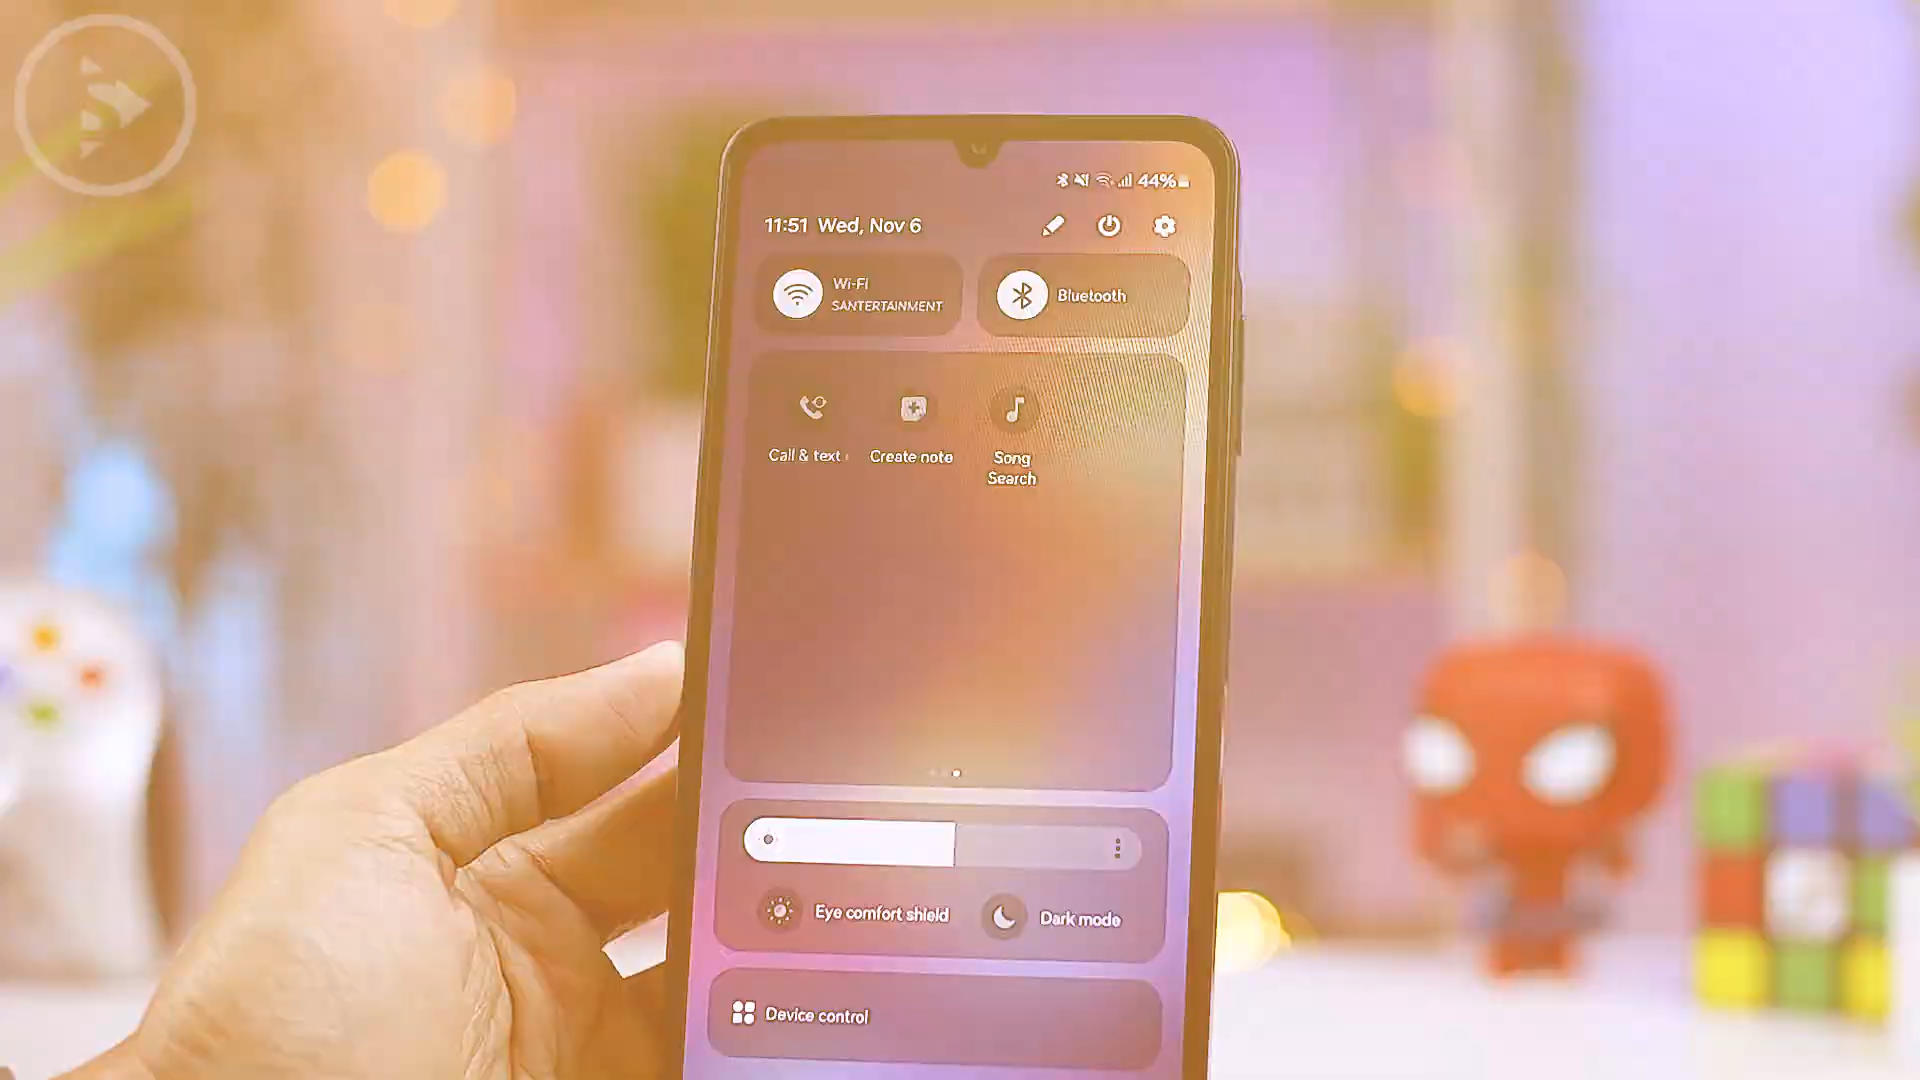 44%
11:51 Wed, Nov 6
Wi-Fi
SANTERTAINMENT
Bluetooth
Call & text
Create note
Song
Search
Eye comfort shield
Dark mode
Device control